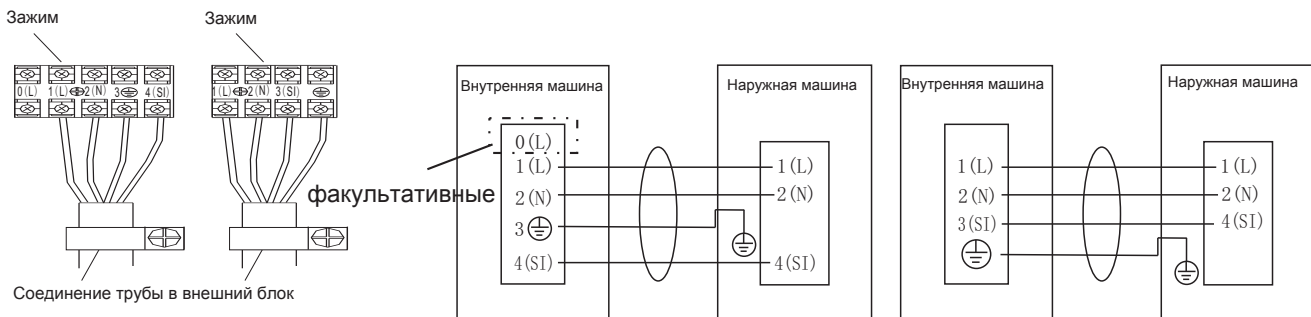 Зажим
0(L) 1(L) 2(N) 3 4(SI)
Зажим
1(L) 2(N) 3(SI)
Соединение трубы в внешний блок
факультативные
Внутренняя машина
0(L)
1(L)
2(N)
3
4(SI)
Наружная машина
1(L)
2(N)
4(SI)
Внутренняя машина
1(L)
2(N)
3(SI)
Наружная машина
1(L)
2(N)
4(SI)